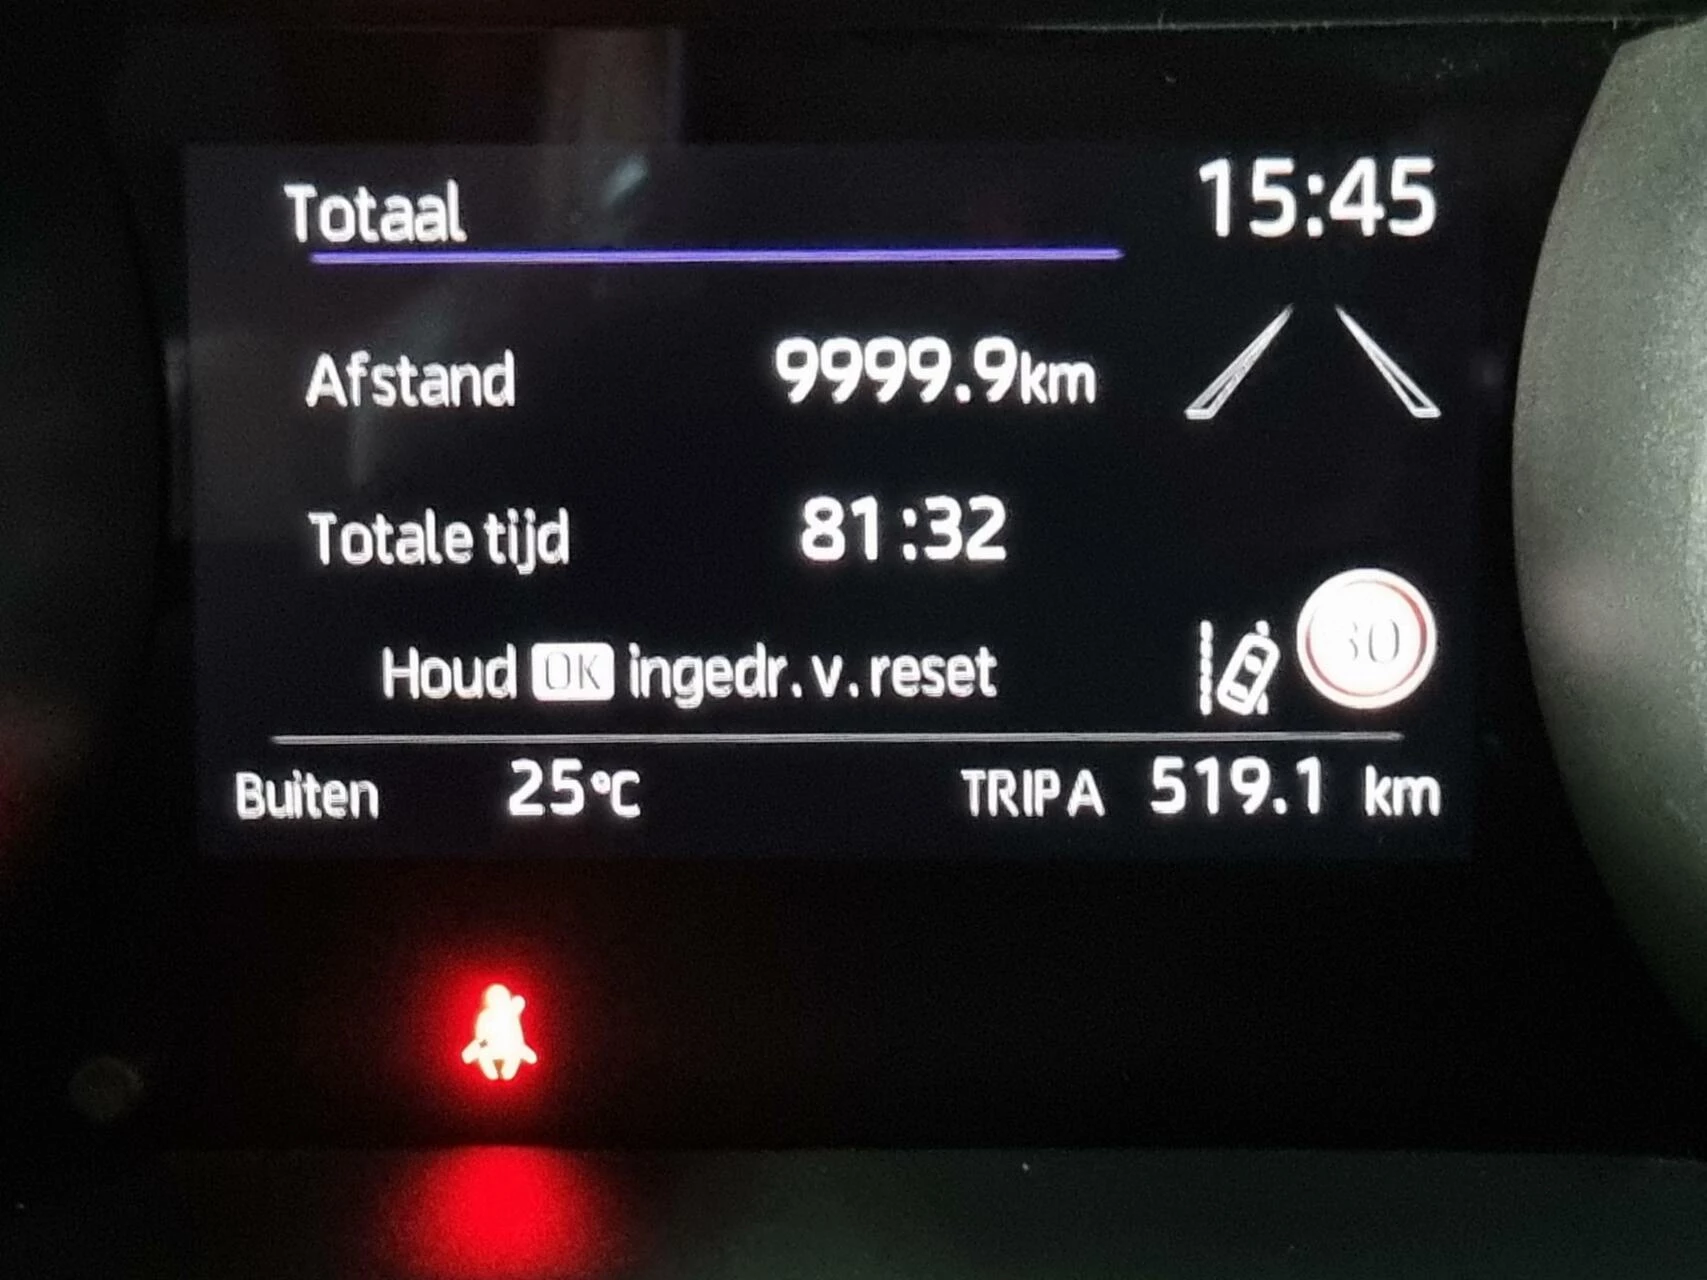 Totaal 15:45
Afstand 9999.9km
Totale tijd 81:32
Houd OK ingedr. v. reset
Buiten 25°C TRIP A 519.1 km